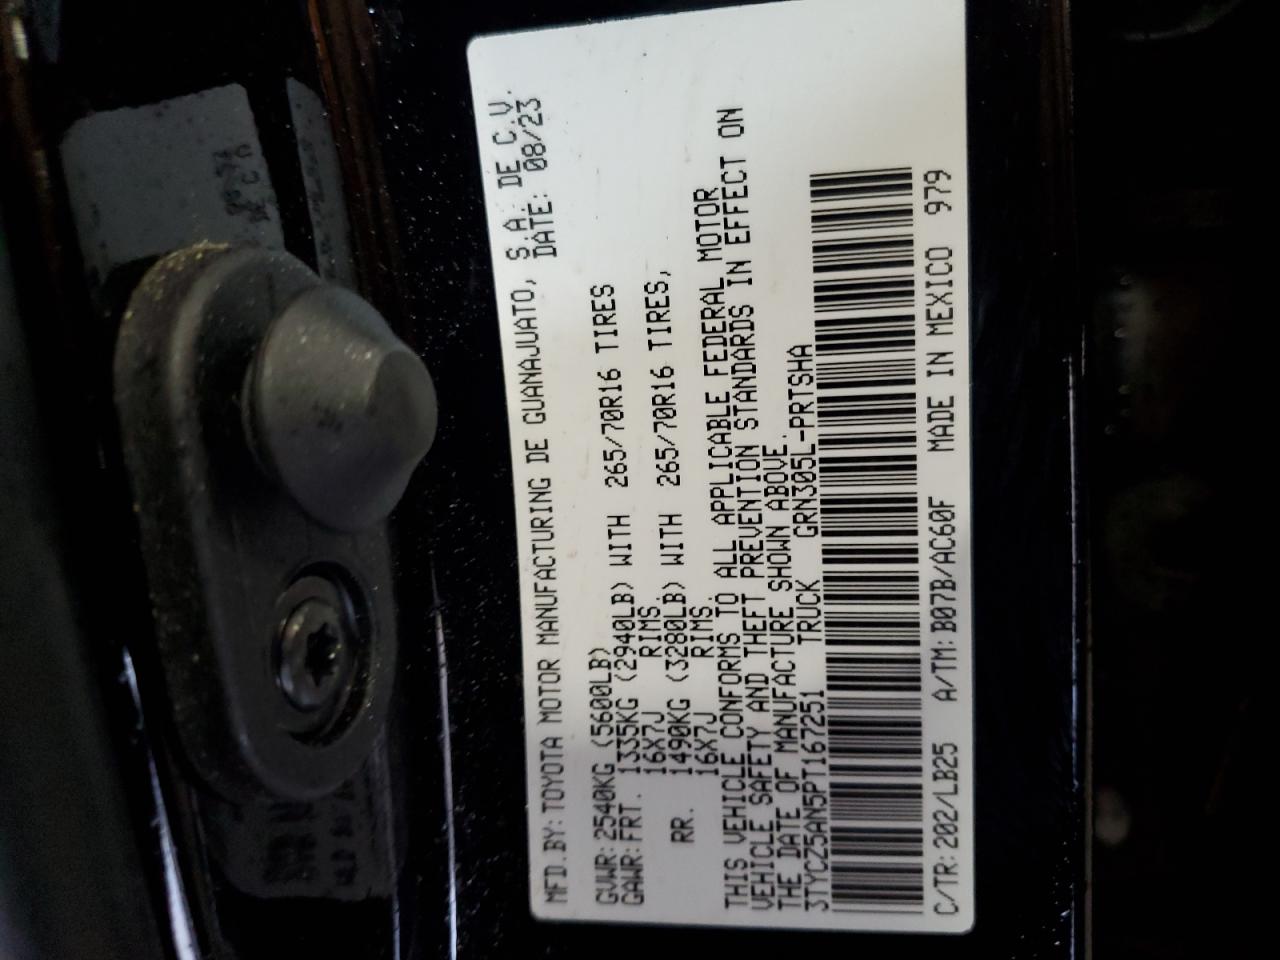 MFD.BY:TOYOTA MOTOR MANUFACTURING DE GUANAJUATO, S.A. DE C.V.
DATE: 08/23
GVWR:2540KG (5600LB)
GAWR:FRT. 1335KG (2940LB) WITH 265/70R16 TIRES
16X7J RIMS,
RR. 1490KG (3280LB) WITH 265/70R16 TIRES,
16X7J RIMS.
THIS VEHICLE CONFORMS TO ALL APPLICABLE FEDERAL MOTOR
VEHICLE SAFETY AND THEFT PREVENTION STANDARDS IN EFFECT ON
THE DATE OF MANUFACTURE SHOWN ABOVE.
3TYCZ5AN5PT167251 TRUCK GRN305L-PRTSHA
C/TR:202/LB25 A/TM:B07B/AC60F MADE IN MEXICO 979